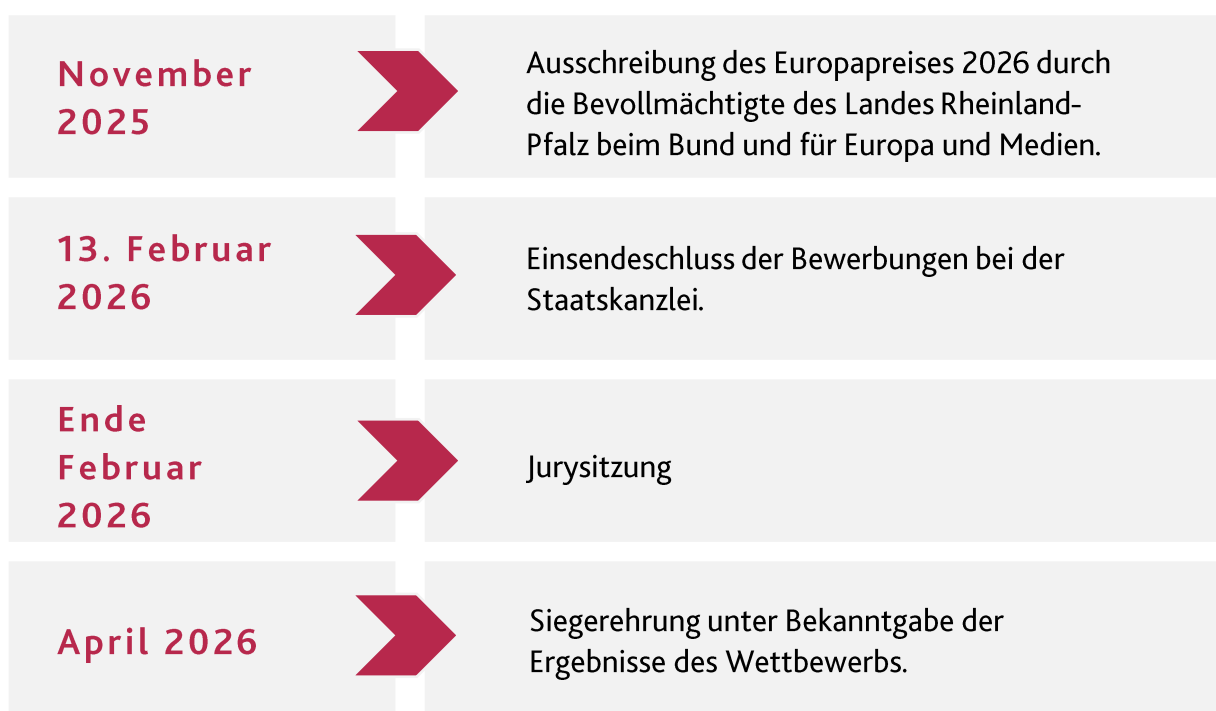 November
2025
Ausschreibung des Europapreises 2026 durch
die Bevollmächtigte des Landes Rheinland-
Pfalz beim Bund und für Europa und Medien.
13. Februar
2026
Einsendeschluss der Bewerbungen bei der
Staatskanzlei.
Ende
Februar
2026
Jurysitzung
April 2026
Siegerehrung unter Bekanntgabe der
Ergebnisse des Wettbewerbs.